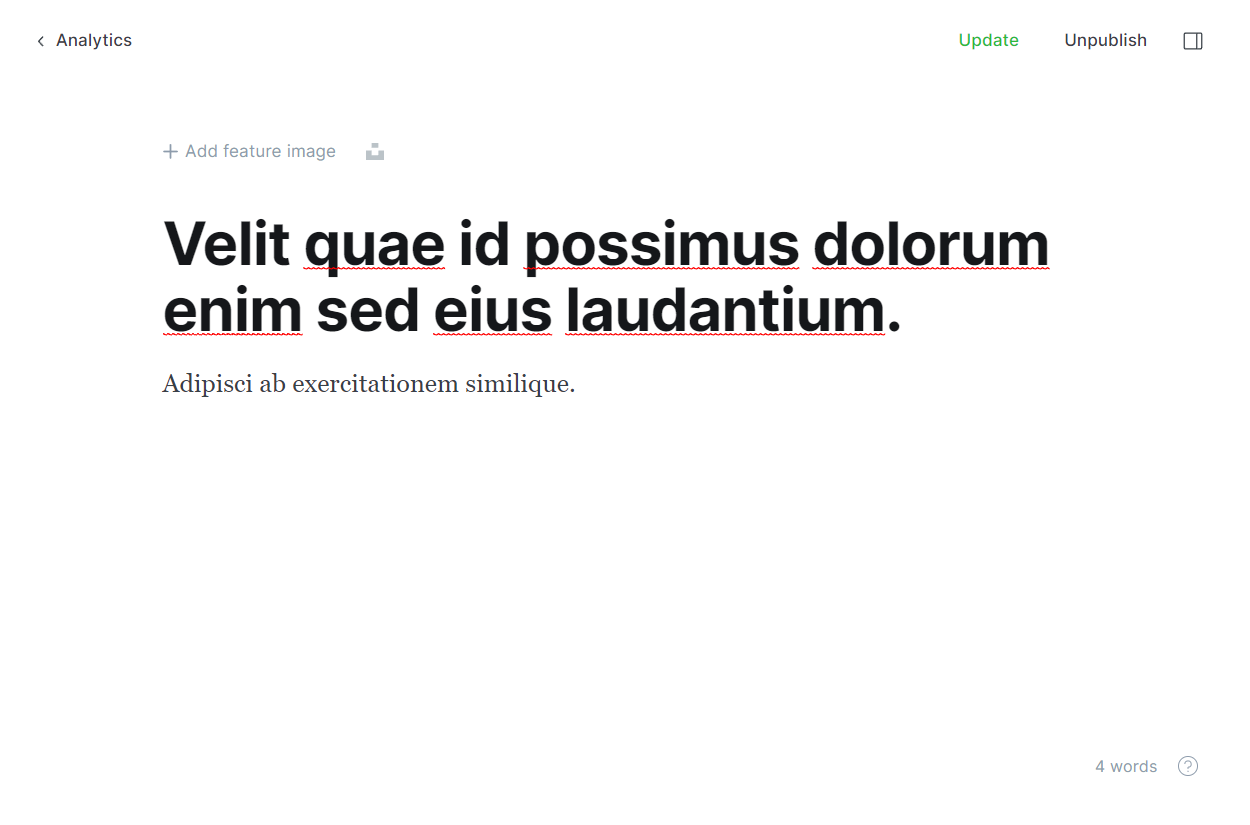 Analytics
Update
Unpublish
Add feature image
Velit quae id possimus dolorum
enim sed eius laudantium.
Adipisci ab exercitationem similique.
4 words
?